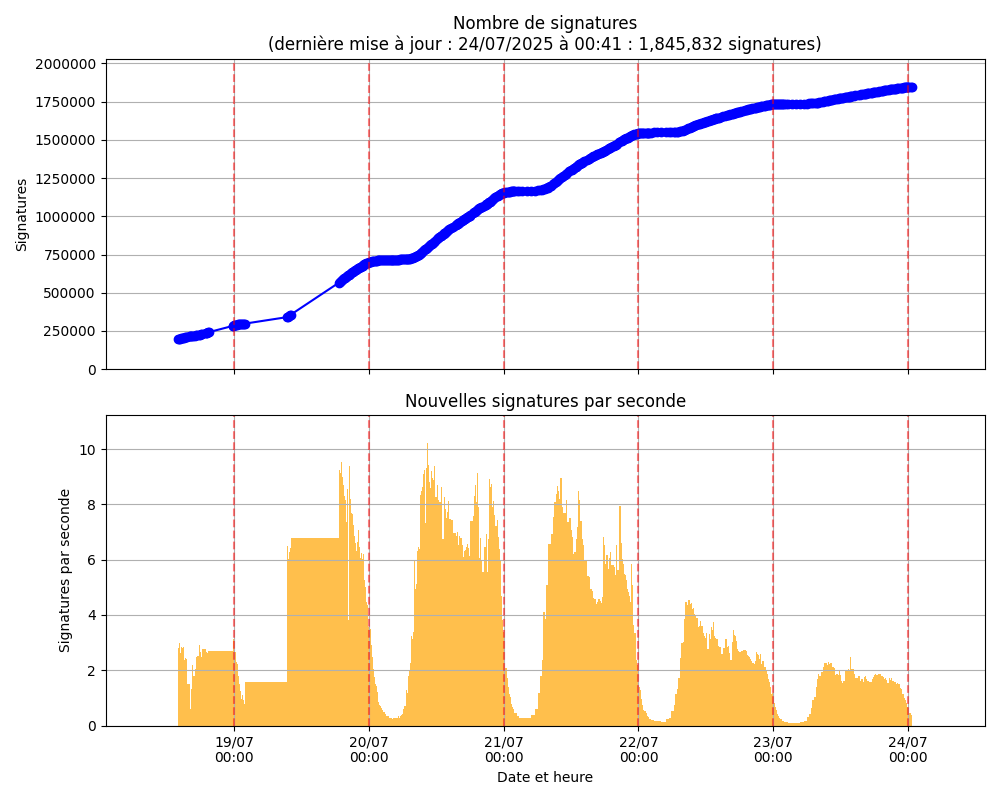 Nombre de signatures
(dernière mise à jour : 24/07/2025 à 00:41 : 1,845,832 signatures)
2000000
1750000
1500000
1250000
1000000
750000
500000
250000
0
Signatures
Nouvelles signatures par seconde
10
8
6
4
2
0
Signatures par seconde
19/07 20/07 21/07 22/07 23/07 24/07
00:00 00:00 00:00 00:00 00:00 00:00
Date et heure